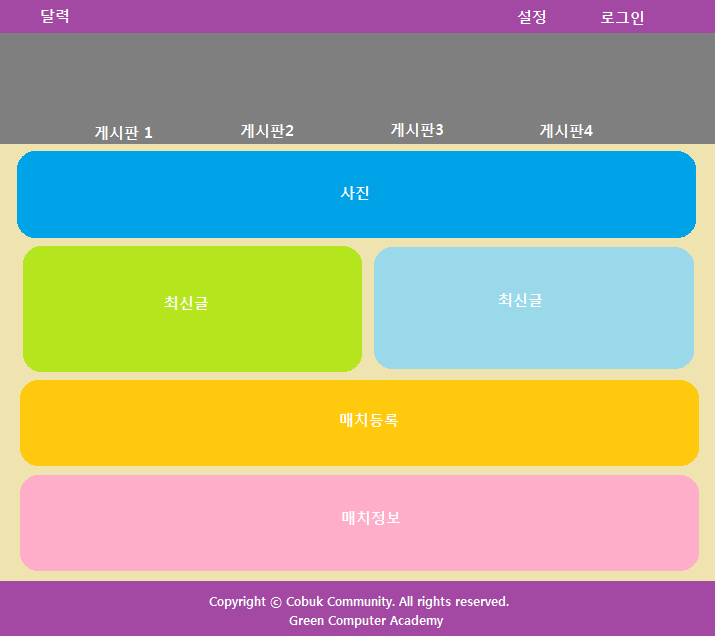 달력
설정
로그인
게시판 1
게시판2
게시판3
게시판4
사진
최신글
최신글
매치등록
매치정보
Copyright © Cobuk Community. All rights reserved.
Green Computer Academy